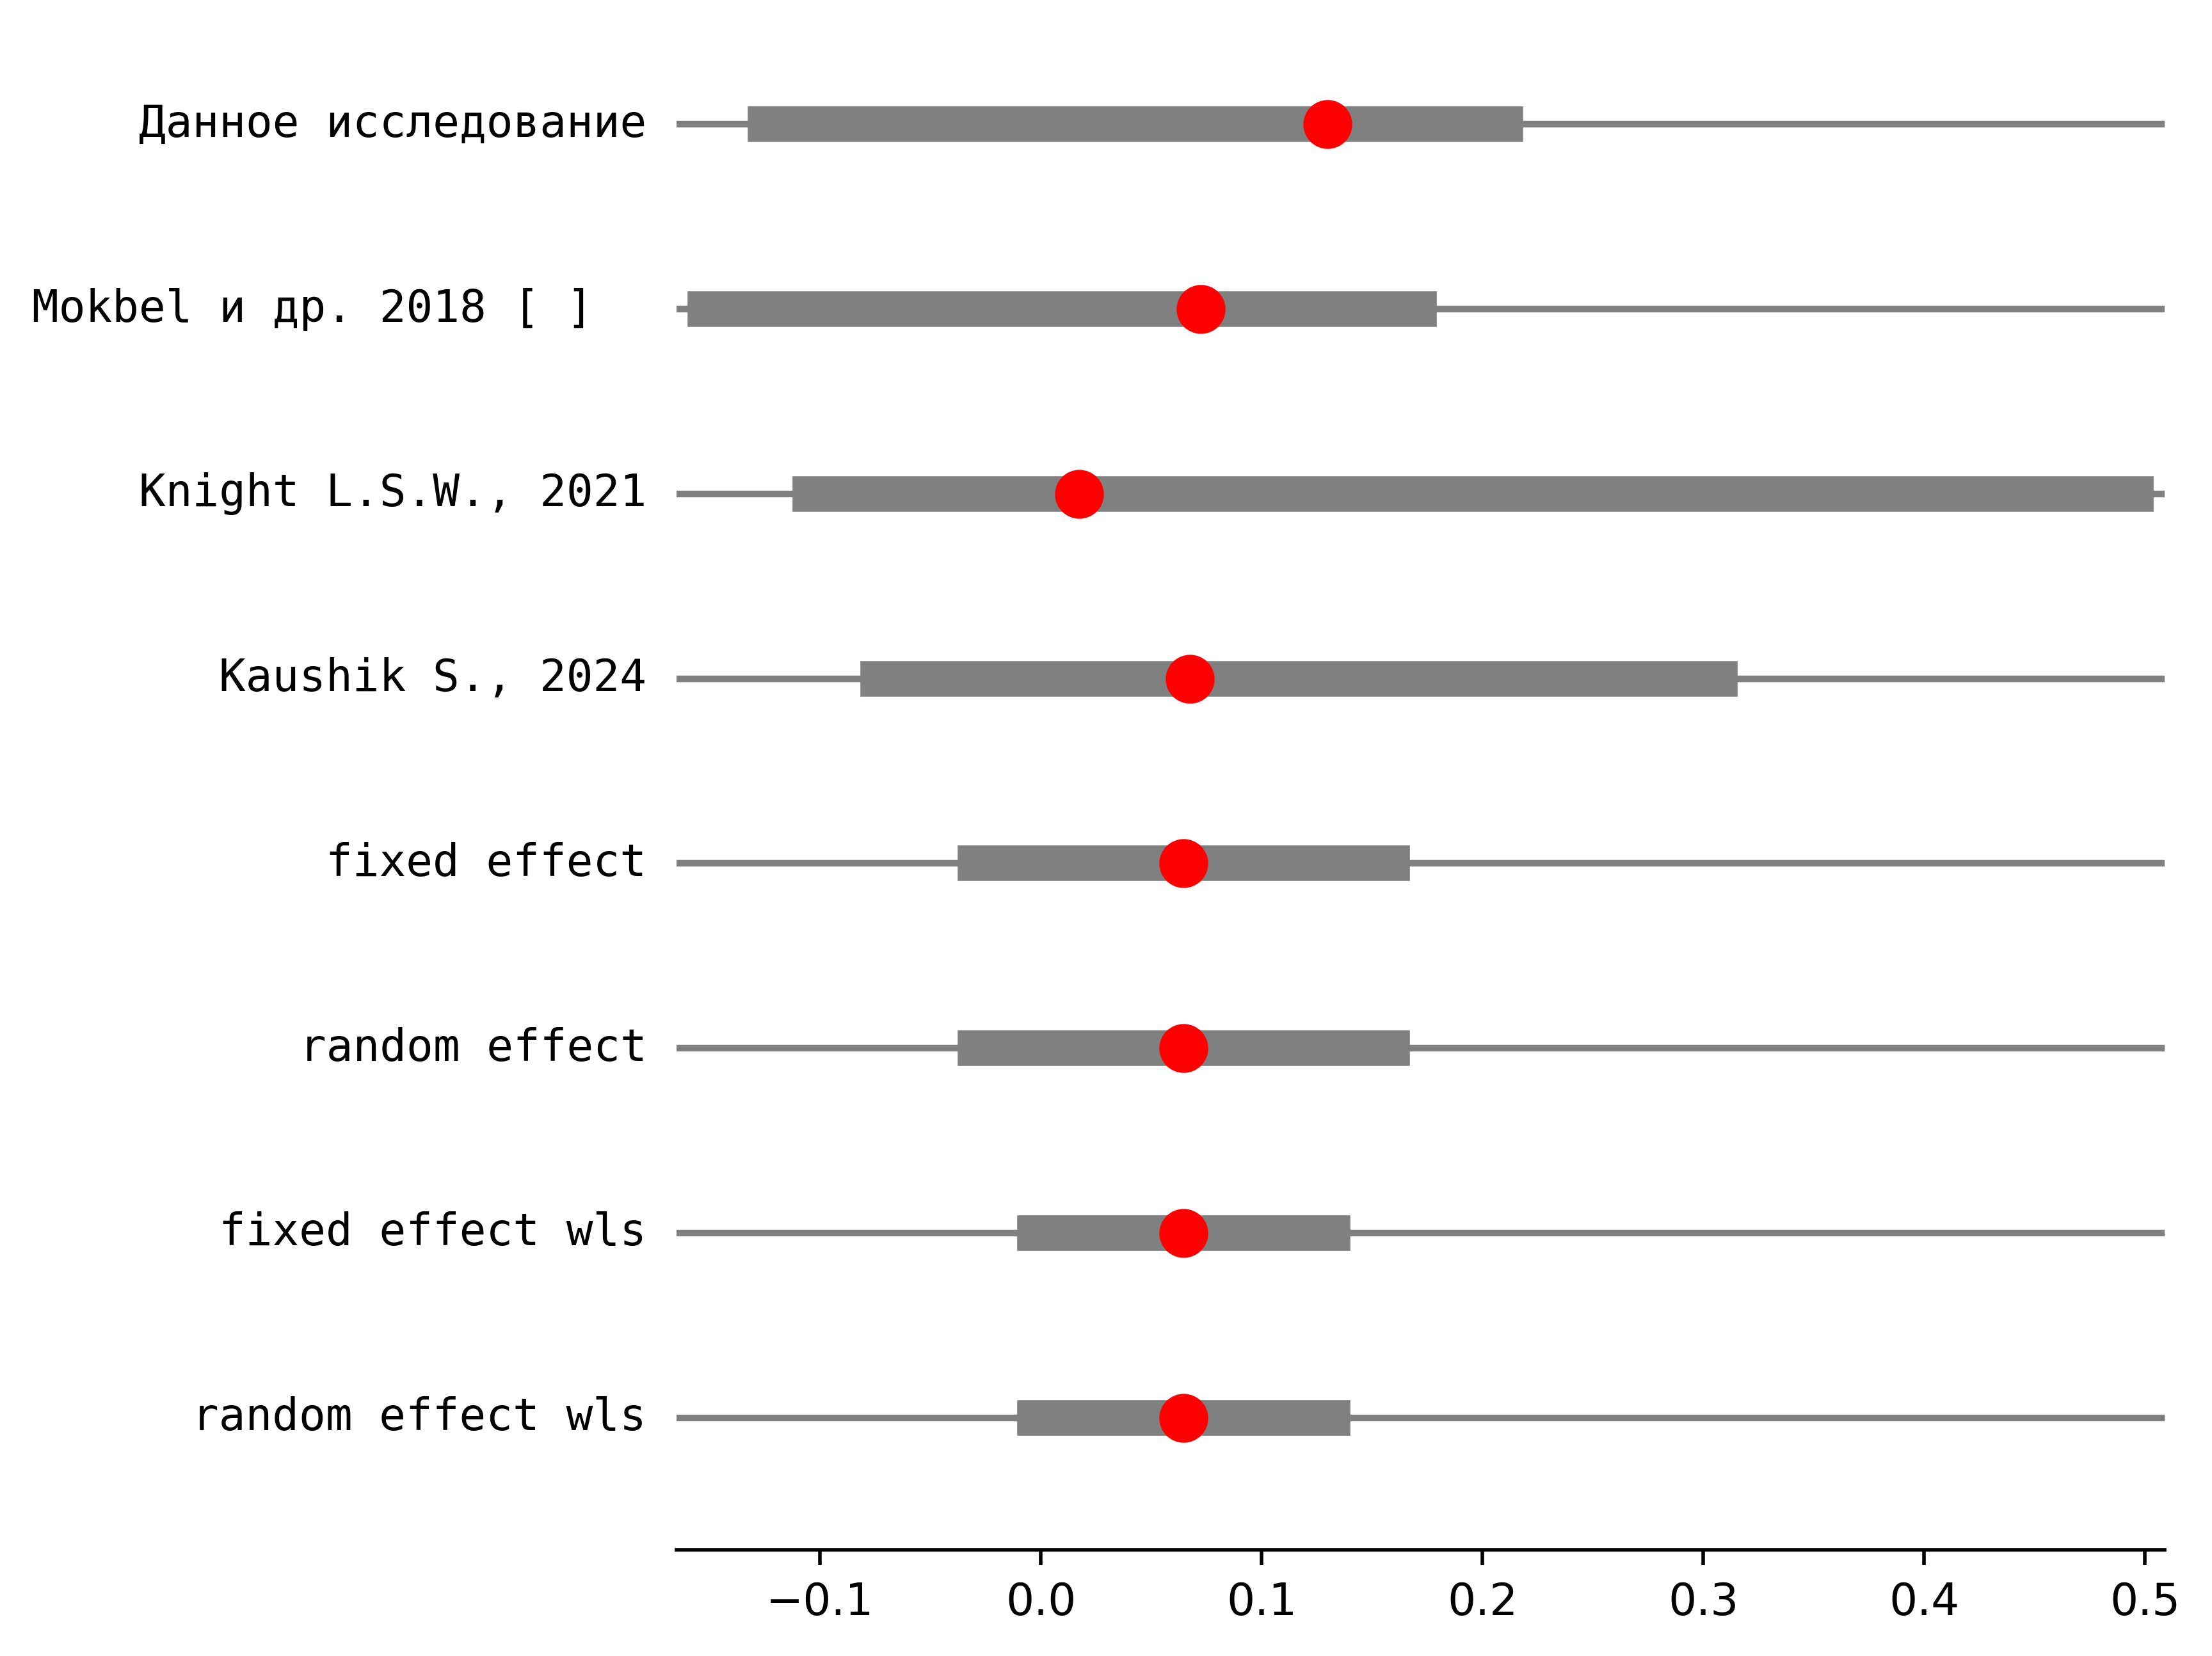 Данное исследование
Mokbel и др. 2018 [ ]
Knight L.S.W., 2021
Kaushik S., 2024
fixed effect
random effect
fixed effect wls
random effect wls
−0.1 0.0 0.1 0.2 0.3 0.4 0.5